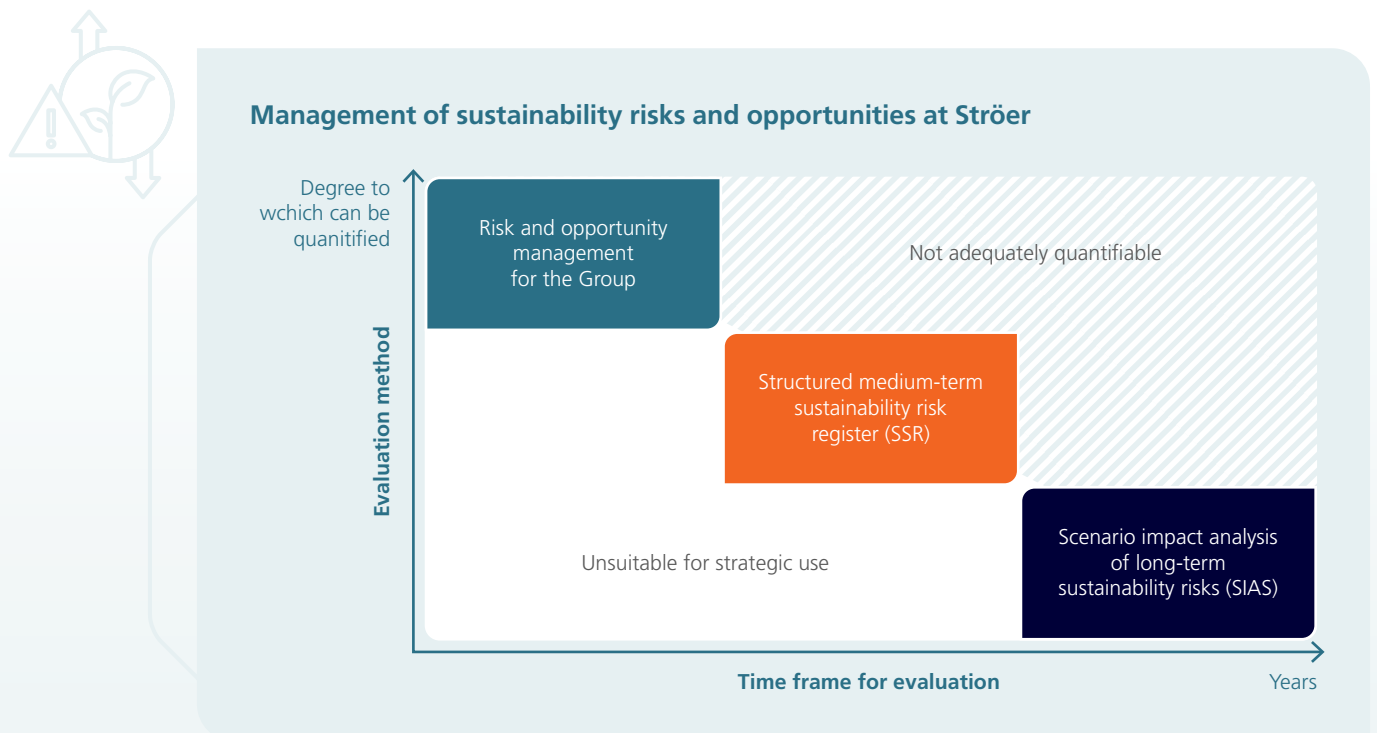 Management of sustainability risks and opportunities at Ströer
Degree to
wchich can be
quanitified
Evaluation method
Risk and opportunity
management
for the Group
Not adequately quantifiable
Structured medium-term
sustainability risk
register (SSR)
Unsuitable for strategic use
Scenario impact analysis
of long-term
sustainability risks (SIAS)
Time frame for evaluation
Years